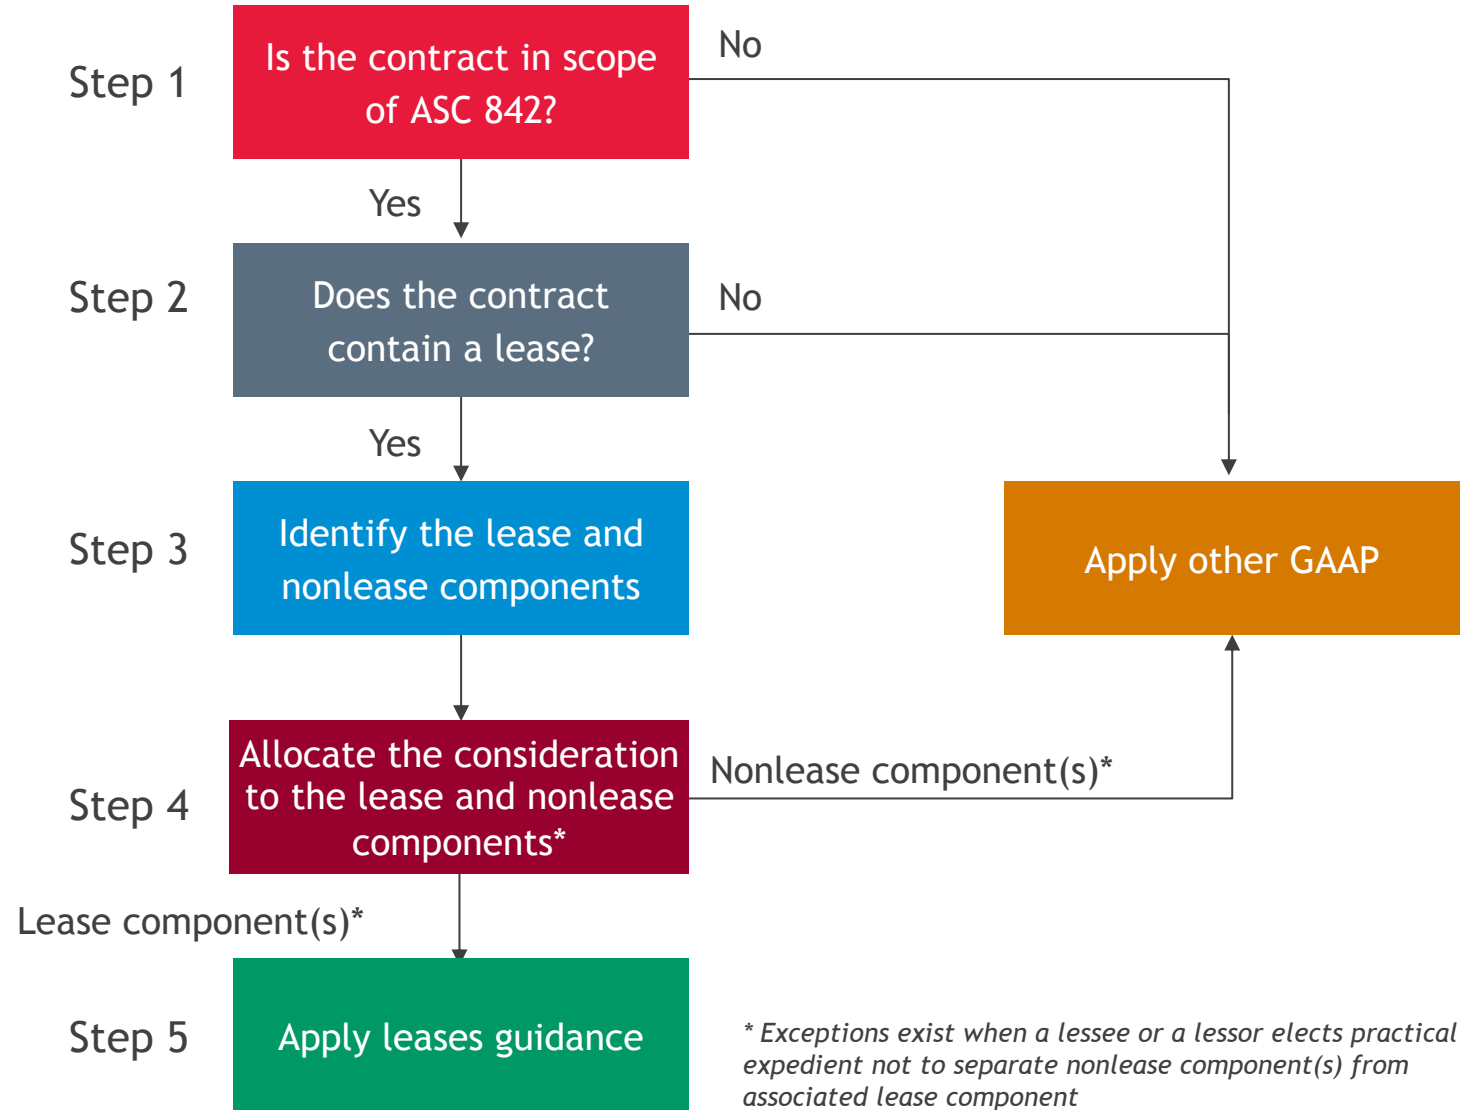 Step 1
Is the contract in scope
of ASC 842?
No
Yes
Step 2
Does the contract
contain a lease?
No
Yes
Step 3
Identify the lease and
nonlease components
Apply other GAAP
Step 4
Allocate the consideration
to the lease and nonlease
components*
Nonlease component(s)*
Lease component(s)*
Step 5
Apply leases guidance
* Exceptions exist when a lessee or a lessor elects practical
expedient not to separate nonlease component(s) from
associated lease component